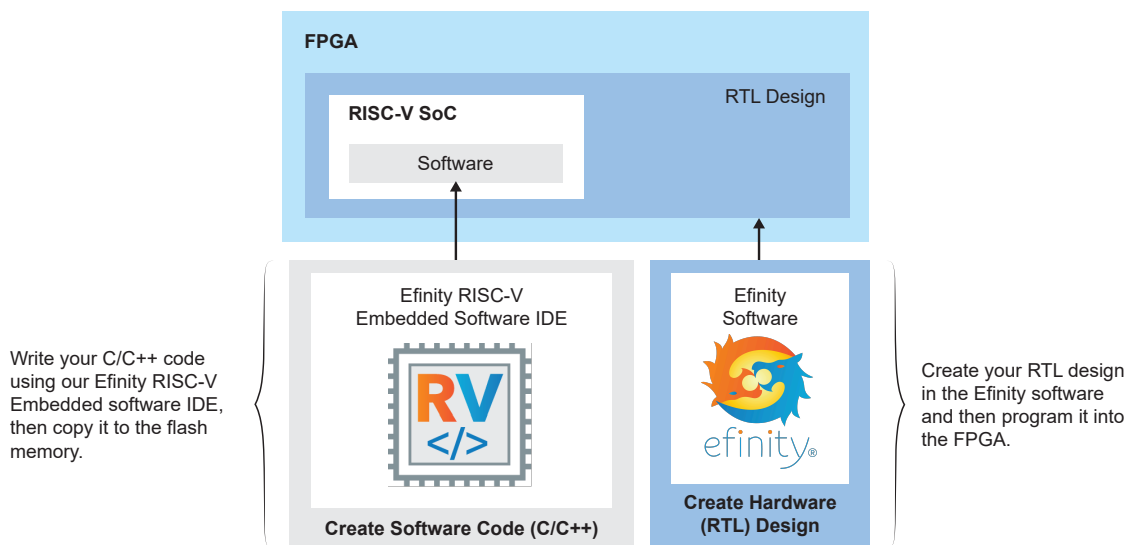 FPGA
RTL Design
RISC-V SoC
Software
Efinity RISC-V
Embedded Software IDE
RV
</>
Create Software Code (C/C++)
Efinity
Software
efinity®
Create Hardware
(RTL) Design
Write your C/C++ code
using our Efinity RISC-V
Embedded software IDE,
then copy it to the flash
memory.
Create your RTL design
in the Efinity software
and then program it into
the FPGA.